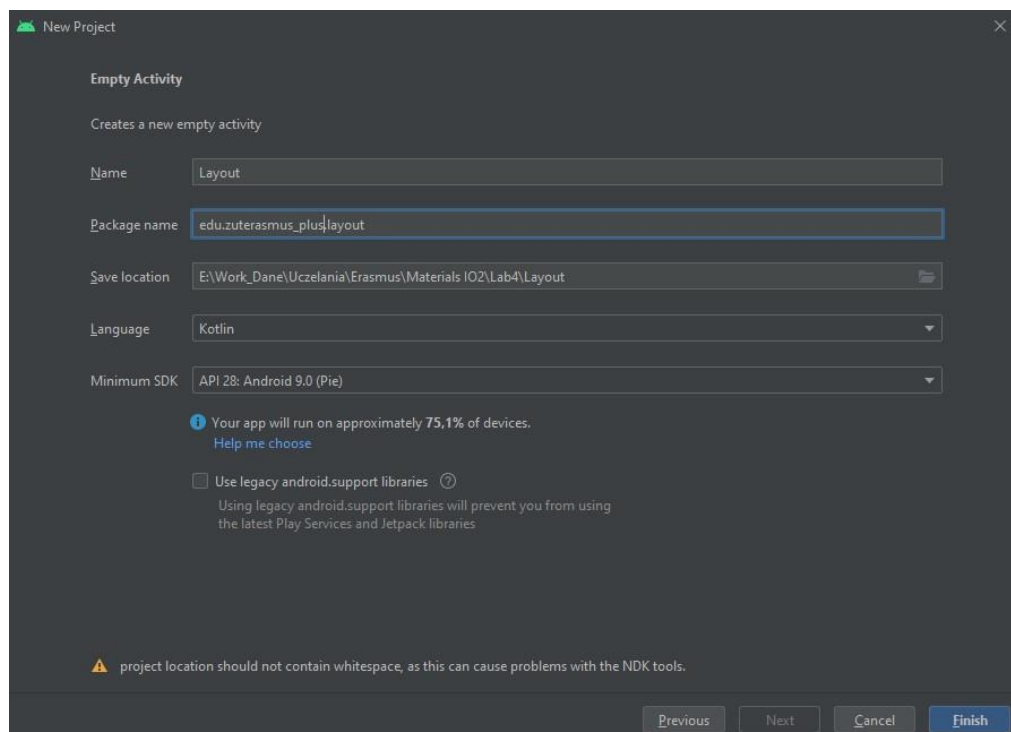 New Project
Empty Activity
Creates a new empty activity
Name Layout
Package name edu.zuterasmus_plus.layout
Save location E:\Work_Dane\Uczelania\Erasmus\Materials IO2\Lab4\Layout
Language Kotlin
Minimum SDK API 28: Android 9.0 (Pie)
Your app will run on approximately 75,1% of devices.
Help me choose
Use legacy android.support libraries
Using legacy android.support libraries will prevent you from using
the latest Play Services and Jetpack libraries
project location should not contain whitespace, as this can cause problems with the NDK tools.
Previous Next Cancel Finish